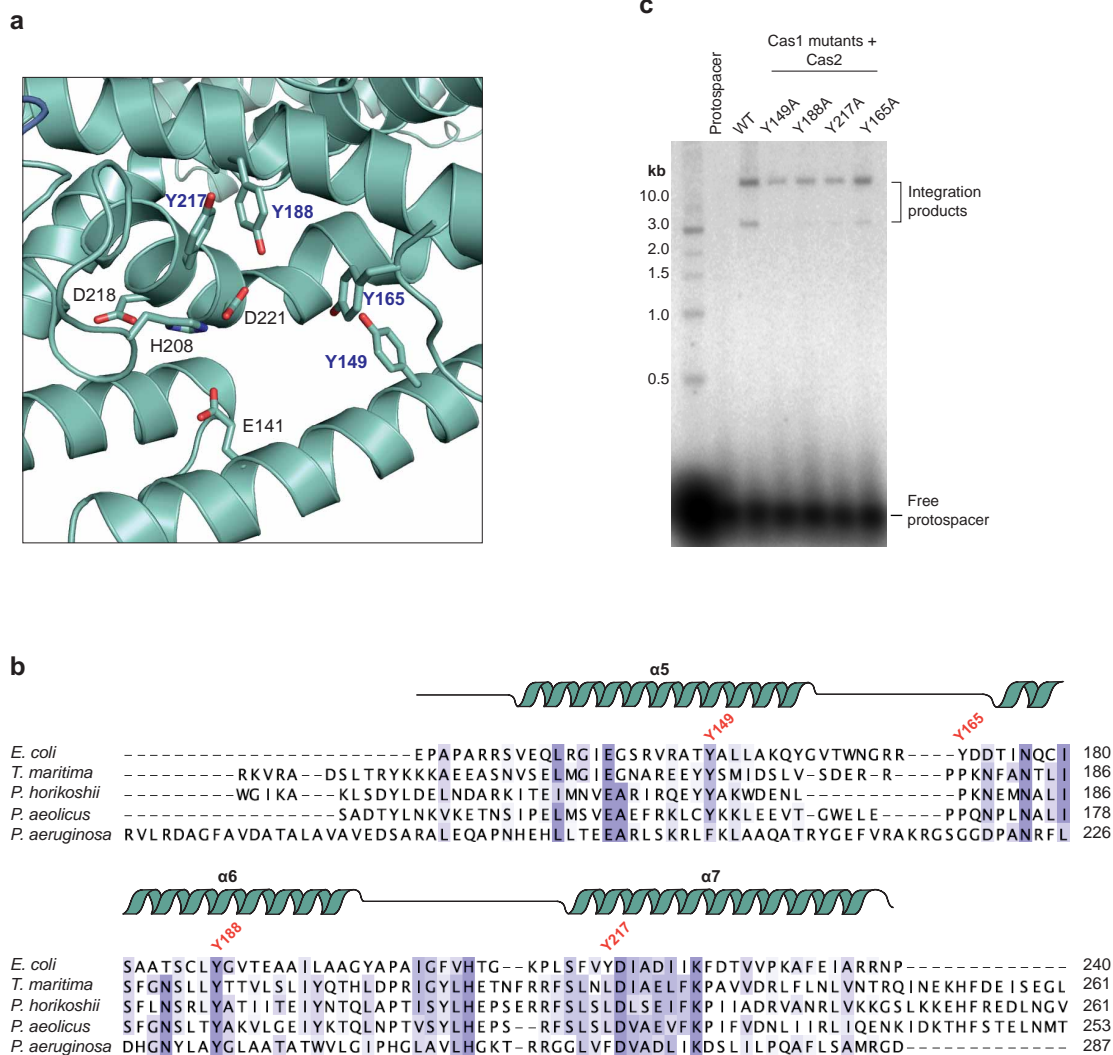 a
Y217
Y188
D218
Y165
D221
H208
Y149
E141
c
Cas1 mutants +
Cas2
Protospacer
WT
Y149A
Y188A
Y217A
Y165A
kb
10.0
3.0
2.0
1.5
1.0
0.5
Integration
products
Free
protospacer
b
α5
Y149
Y165
E. coli ------------------------EPAPARRSVEQLRGIEGSRVRATYALLAKQYGVTWNGRR----YDDTINQCI 180
T. maritima ---------RKVRA--DSLTRYKKKAEEASNVSELMGIEGNAREEYYSMIDSLV-SDER-R----PPKNFANTLI 186
P. horikoshii ---------WGIKA---KLSDYLDELNDARKITEIMNVEARIRQEYYAKWDENL-----------PKNEMNALI 186
P. aeolicus ------------------SADTYLNKVKETNSIPELMSVEAEFRKLCYKKLEEVT-GWELE----PPQNPLNALI 178
P. aeruginosa RVLRDAGFAVDATALAVAVEDSARALEQAPNHEHLLTEEARLSKRLFKLAAQATRYGEFVRAKRGSGGDPANRFL 226
α6
α7
Y188
Y217
E. coli SAATSCLYGVTEAAILAAGYAPAIGFVHTG--KPLSFVYDIADIIKFDTVVPKAFEIARRNP------------- 240
T. maritima SFGNSLLYTTVLSLIYQTHLDPRIGYLHETNFRRFSLNLDIAELFKPAVVDRLFLNLVNTRQINEKHFDEISEGL 261
P. horikoshii SFLNSRLYATIITEIYNTQLAPTISYLHEPSERRFSLSLDLSEIFKPIIADRVANRLVKKGSLKKEHFREDLNGV 261
P. aeolicus SFGNSLTYAKVLGEIYKTQLNPTVSYLHEPS--RFSLSLDVAEVFKPIFVDNLIIRLIQENKIDKTHFSTELNMT 253
P. aeruginosa DHGNYLAYGLAATATWVLGIPHGLAVLHGKT-RRGGLVFDVADLIKDSLILPQAFLSAMRGD------------- 287